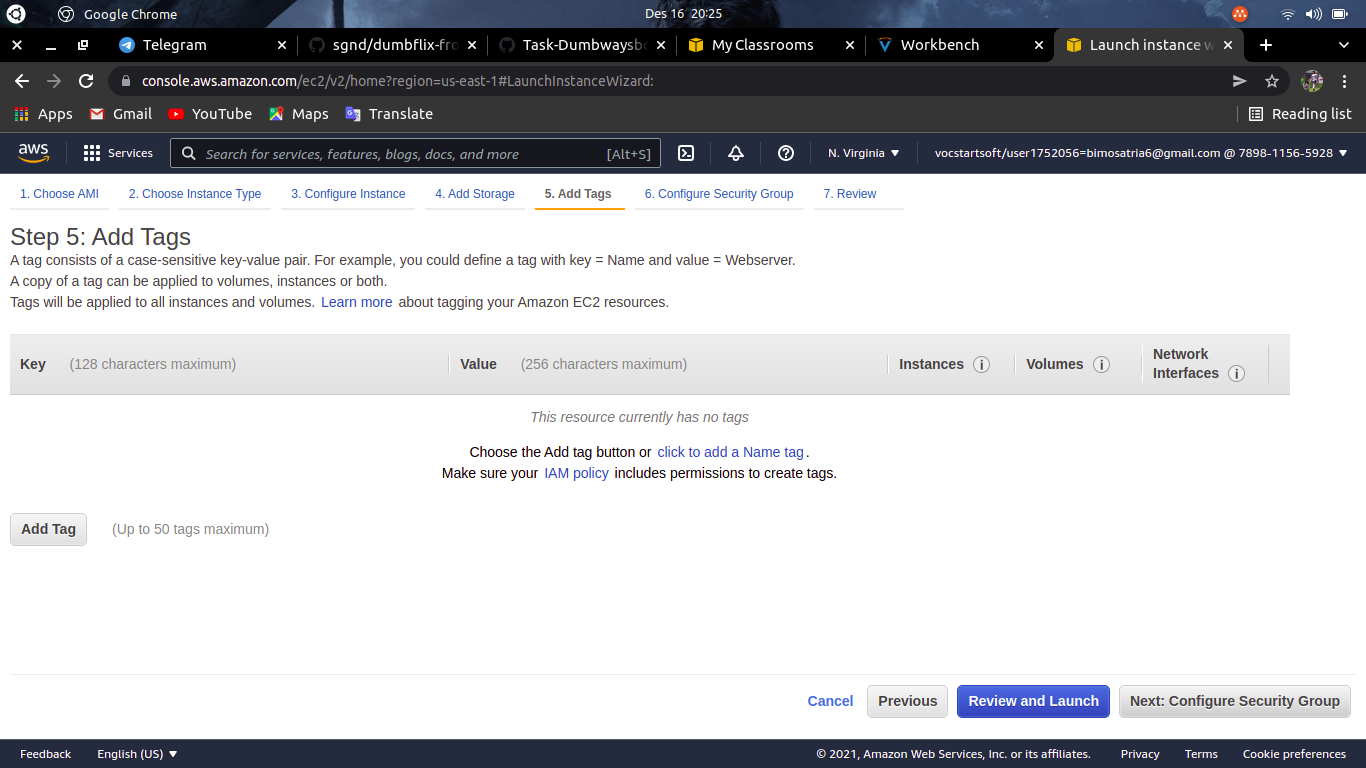 Google Chrome
Des 16 20:25
Telegram
sgnd/dumbflix-fro
Task-Dumbwaysbo
My Classrooms
Workbench
Launch instance w
console.aws.amazon.com/ec2/v2/home?region=us-east-1#LaunchInstanceWizard:
Apps
Gmail
YouTube
Maps
Translate
Reading list
aws
Services
Search for services, features, blogs, docs, and more
[Alt+S]
N. Virginia
vocstartsoft/user1752056=bimosatria6@gmail.com @ 7898-1156-5928
1. Choose AMI
2. Choose Instance Type
3. Configure Instance
4. Add Storage
5. Add Tags
6. Configure Security Group
7. Review
Step 5: Add Tags
A tag consists of a case-sensitive key-value pair. For example, you could define a tag with key = Name and value = Webserver.
A copy of a tag can be applied to volumes, instances or both.
Tags will be applied to all instances and volumes. Learn more about tagging your Amazon EC2 resources.
Key (128 characters maximum)
Value (256 characters maximum)
Instances
Volumes
Network
Interfaces
This resource currently has no tags
Choose the Add tag button or click to add a Name tag.
Make sure your IAM policy includes permissions to create tags.
Add Tag
(Up to 50 tags maximum)
Cancel
Previous
Review and Launch
Next: Configure Security Group
Feedback
English (US)
© 2021, Amazon Web Services, Inc. or its affiliates.
Privacy
Terms
Cookie preferences